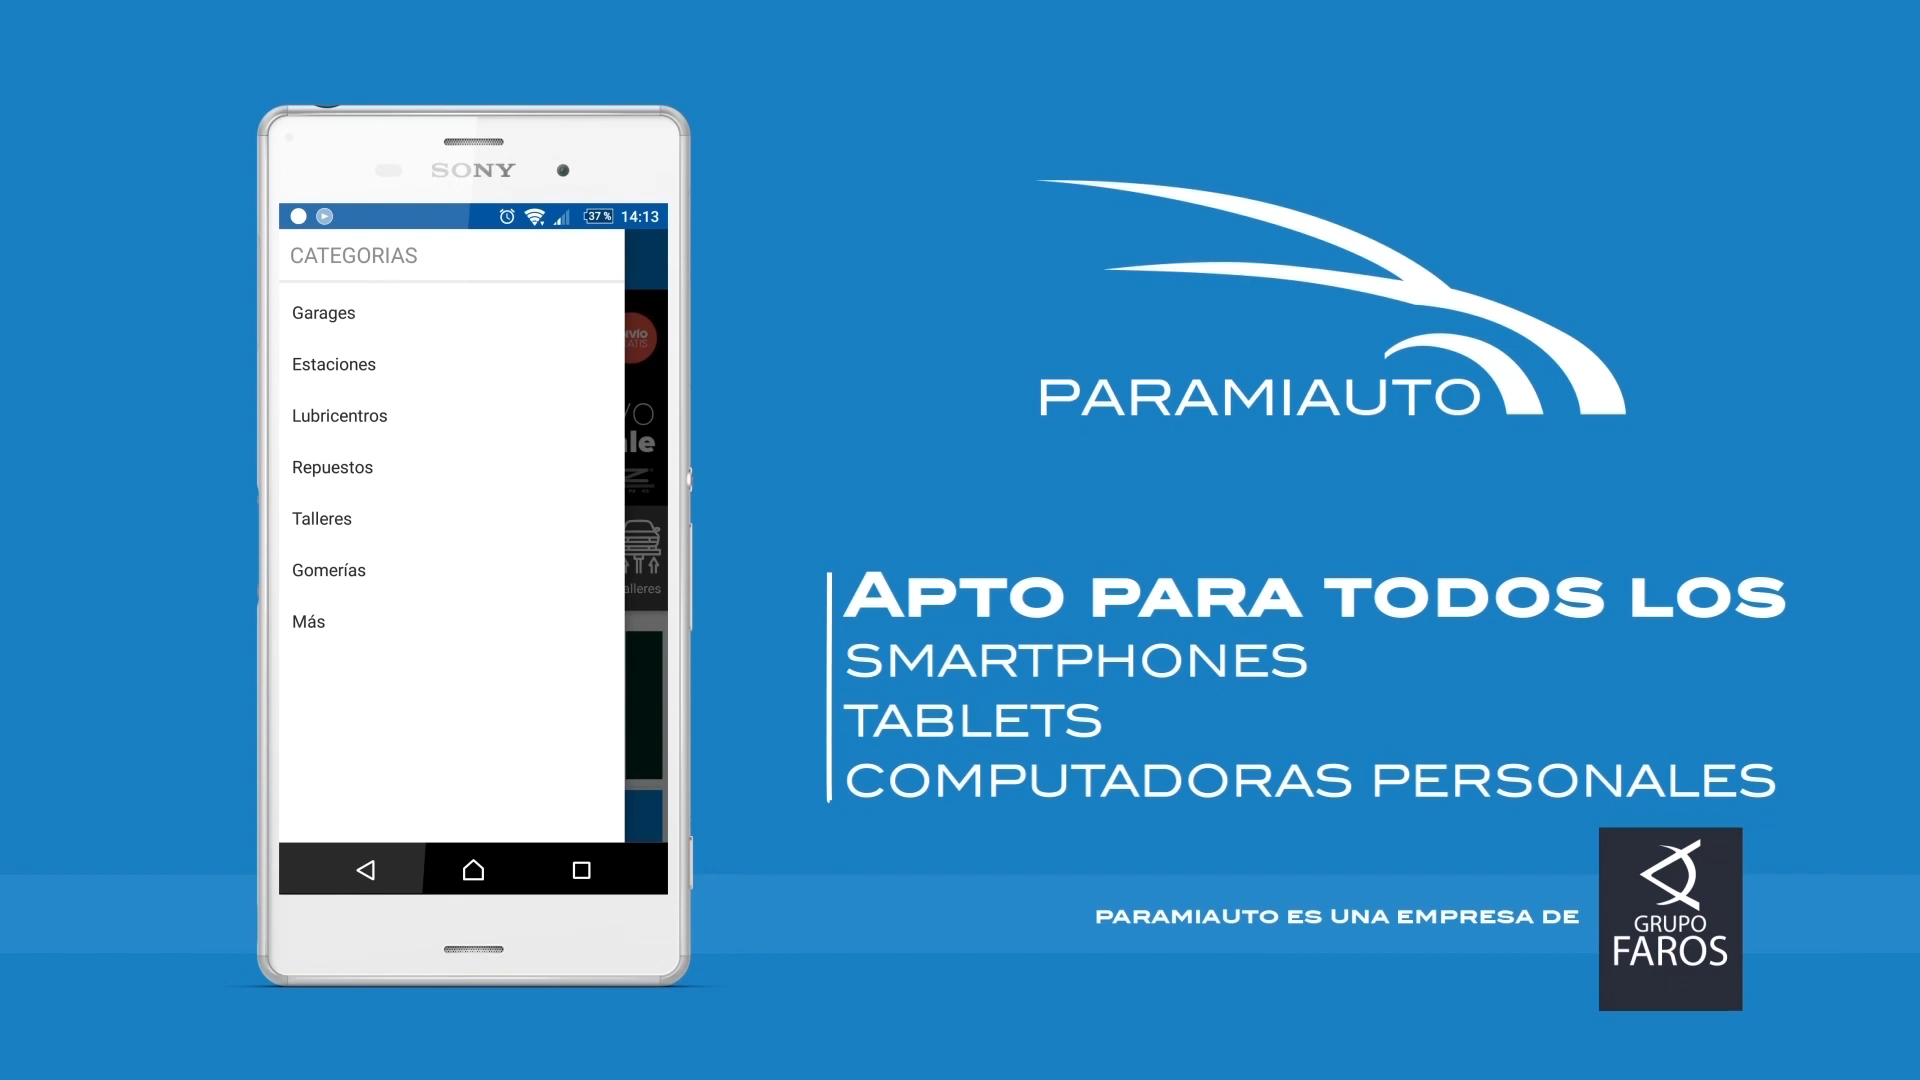 SONY
37 % 14:13
CATEGORIAS
Garages
Estaciones
Lubricentros
Repuestos
Talleres
Gomerías
Más
PARAMIAUTO
APTO PARA TODOS LOS
SMARTPHONES
TABLETS
COMPUTADORAS PERSONALES
PARAMIAUTO ES UNA EMPRESA DE
GRUPO
FAROS